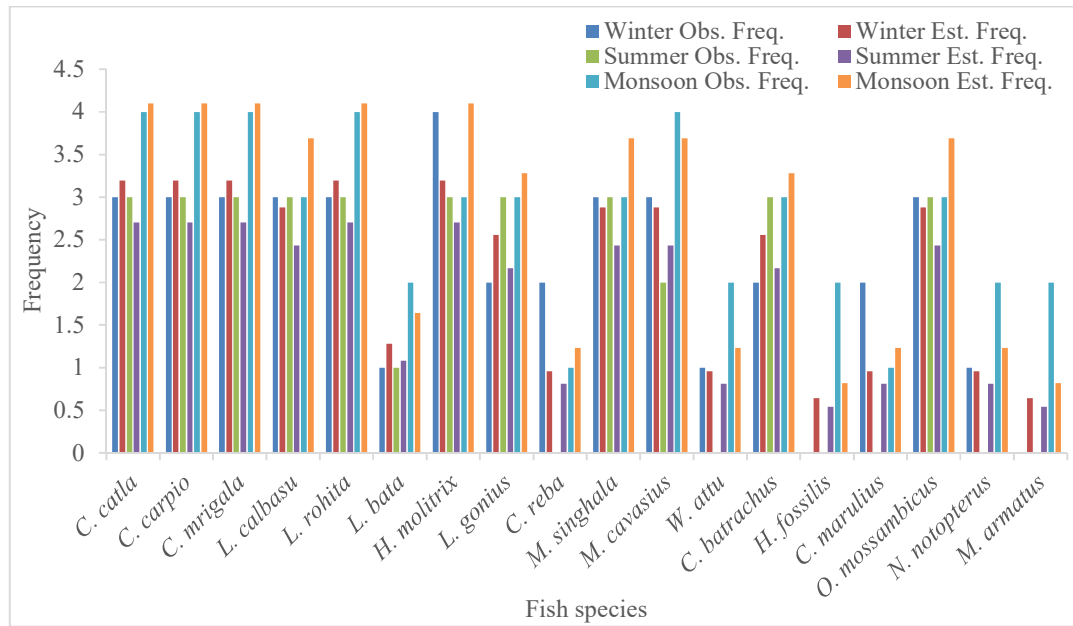 Winter Obs. Freq. Winter Est. Freq.
Summer Obs. Freq. Summer Est. Freq.
Monsoon Obs. Freq. Monsoon Est. Freq.
4.5
4
3.5
3
2.5
2
1.5
1
0.5
0
Frequency
C. catla
C. carpio
C. mrigala
L. calbasu
L. rohita
L. bata
H. molitrix
L. gonius
C. reba
M. singhala
M. cavasius
W. attu
C. batrachus
H. fossilis
C. marulius
O. mossambicus
N. notopterus
M. armatus
Fish species